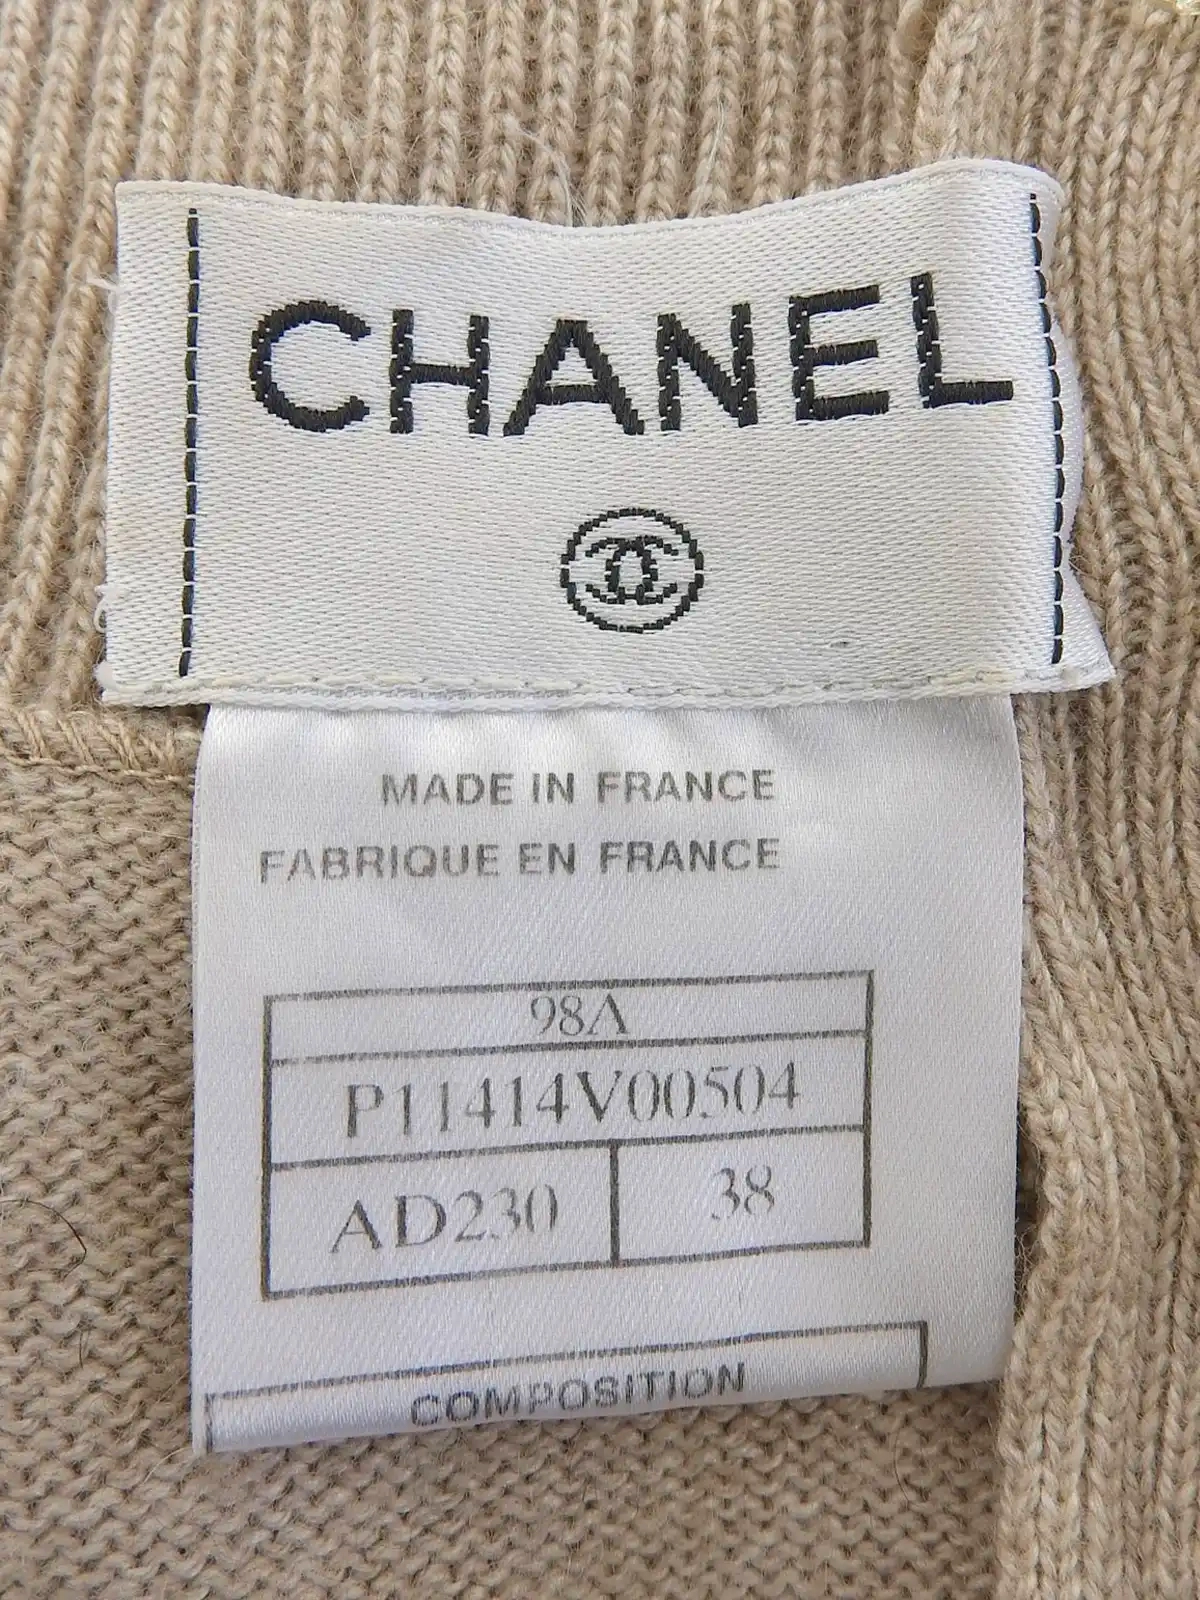 CHANEL
MADE IN FRANCE
FABRIQUE EN FRANCE
98A
P11414V00504
AD230 38
COMPOSITION